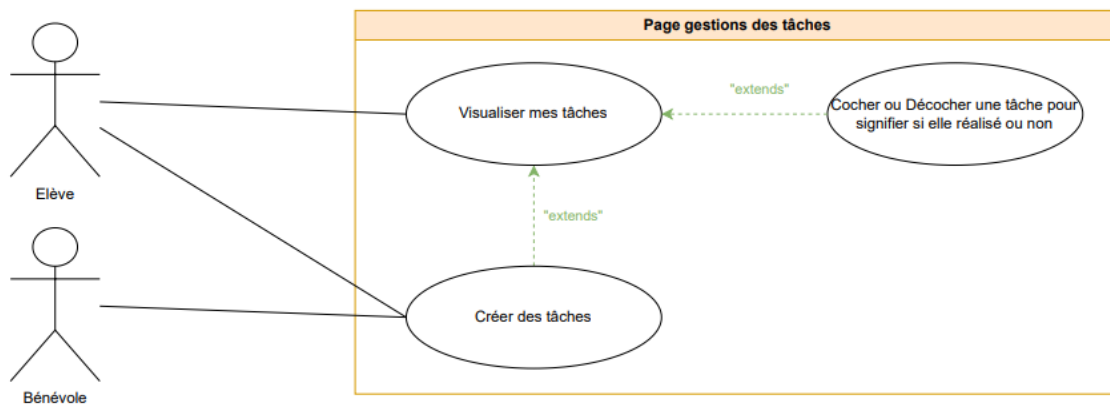 Page gestions des tâches
Elève
Visualiser mes tâches
"extends"
Cocher ou Décocher une tâche pour
signifier si elle réalisé ou non
"extends"
Créer des tâches
Bénévole